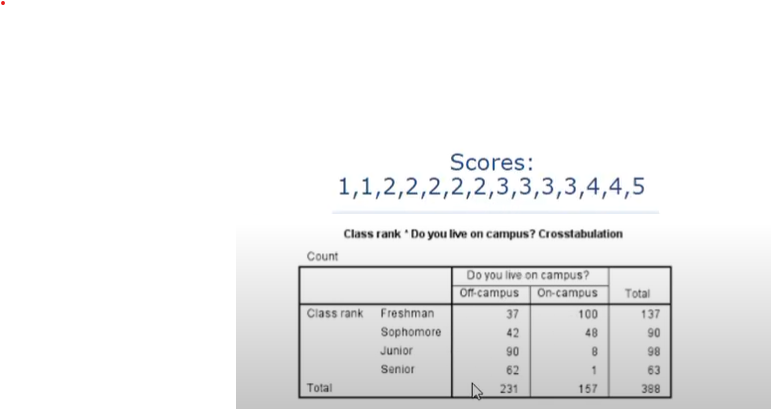 Scores:
1,1,2,2,2,2,2,3,3,3,3,4,4,5
Class rank * Do you live on campus? Crosstabulation
Count
Do you live on campus?
Off-campus On-campus Total
Class rank Freshman 37 100 137
Sophomore 42 48 90
Junior 90 8 98
Senior 62 1 63
Total 231 157 388